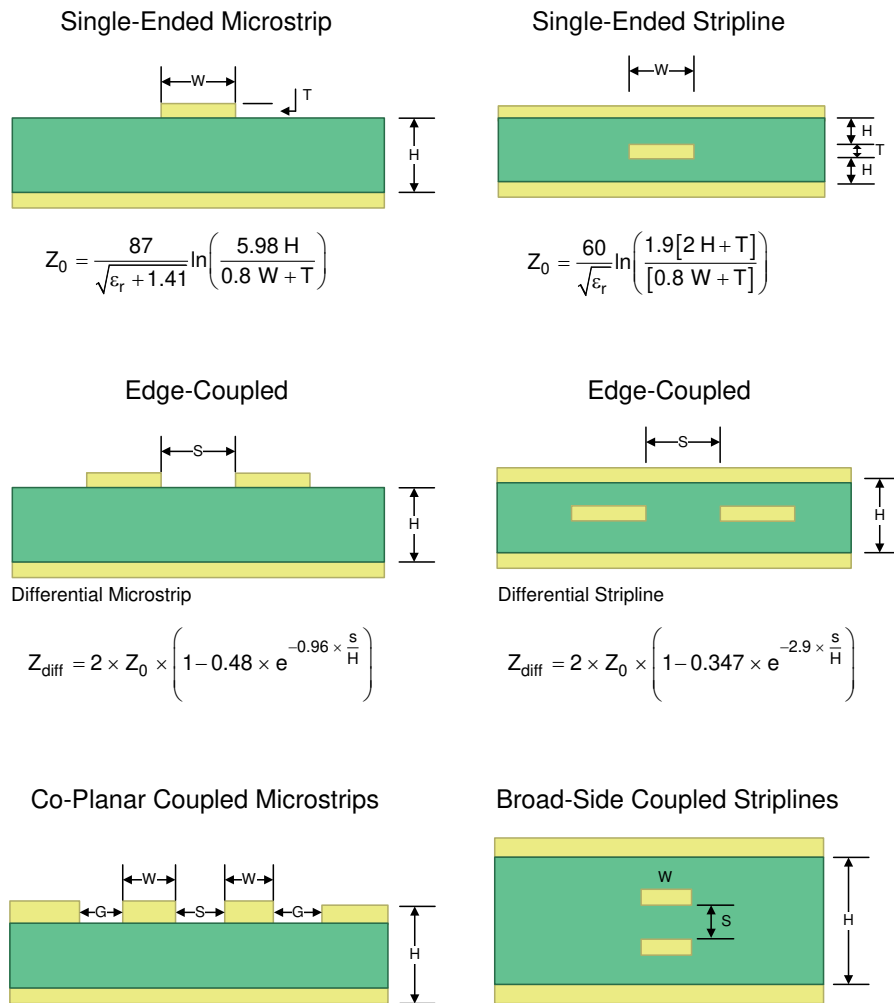 Single-Ended Microstrip
W
T
H
Z₀ = 87 / √(εᵣ + 1.41) ln(5.98 H / 0.8 W + T)
Single-Ended Stripline
W
H
T
H
Z₀ = 60 / √εᵣ ln(1.9[2 H + T] / [0.8 W + T])
Edge-Coupled
S
H
Differential Microstrip
Z_diff = 2 × Z₀ × (1 − 0.48 × e^(−0.96 × s/H))
Edge-Coupled
S
H
Differential Stripline
Z_diff = 2 × Z₀ × (1 − 0.347 × e^(−2.9 × s/H))
Co-Planar Coupled Microstrips
W
W
G
S
G
H
Broad-Side Coupled Striplines
W
S
H